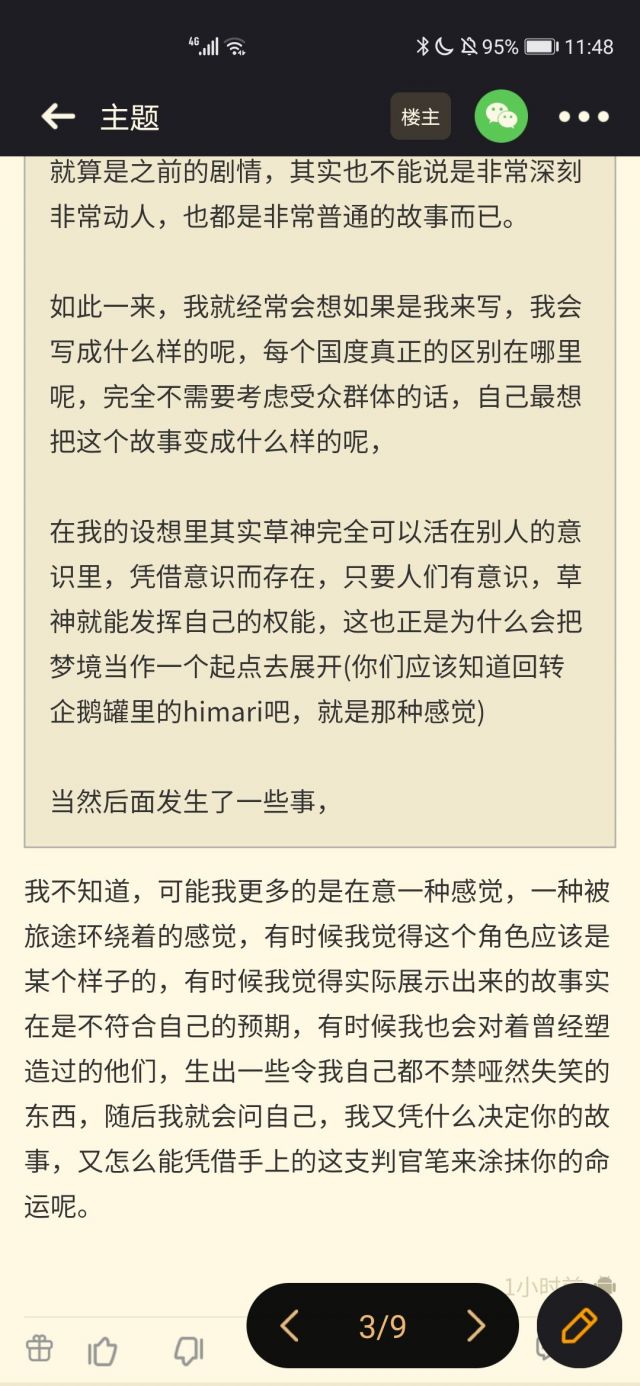 4G 95% 11:48
主题 楼主
就算是之前的剧情，其实也不能说是非常深刻
非常动人，也都是非常普通的故事而已。
如此一来，我就经常会想如果是我来写，我会
写成什么样的呢，每个国度真正的区别在哪里
呢，完全不需要考虑受众群体的话，自己最想
把这个故事变成什么样的呢，
在我的设想里其实草神完全可以活在别人的意
识里，凭借意识而存在，只要人们有意识，草
神就能发挥自己的权能，这也正是为什么会把
梦境当作一个起点去展开(你们应该知道回转
企鹅罐里的himari吧，就是那种感觉)
当然后面发生了一些事，
我不知道，可能我更多的是在意一种感觉，一种被
旅途环绕着的感觉，有时候我觉得这个角色应该是
某个样子的，有时候我觉得实际展示出来的故事实
在是不符合自己的预期，有时候我也会对着曾经塑
造过的他们，生出一些令我自己都不禁哑然失笑的
东西，随后我就会问自己，我又凭什么决定你的故
事，又怎么能凭借手上的这支判官笔来涂抹你的命
运呢。
1小时前
3/9